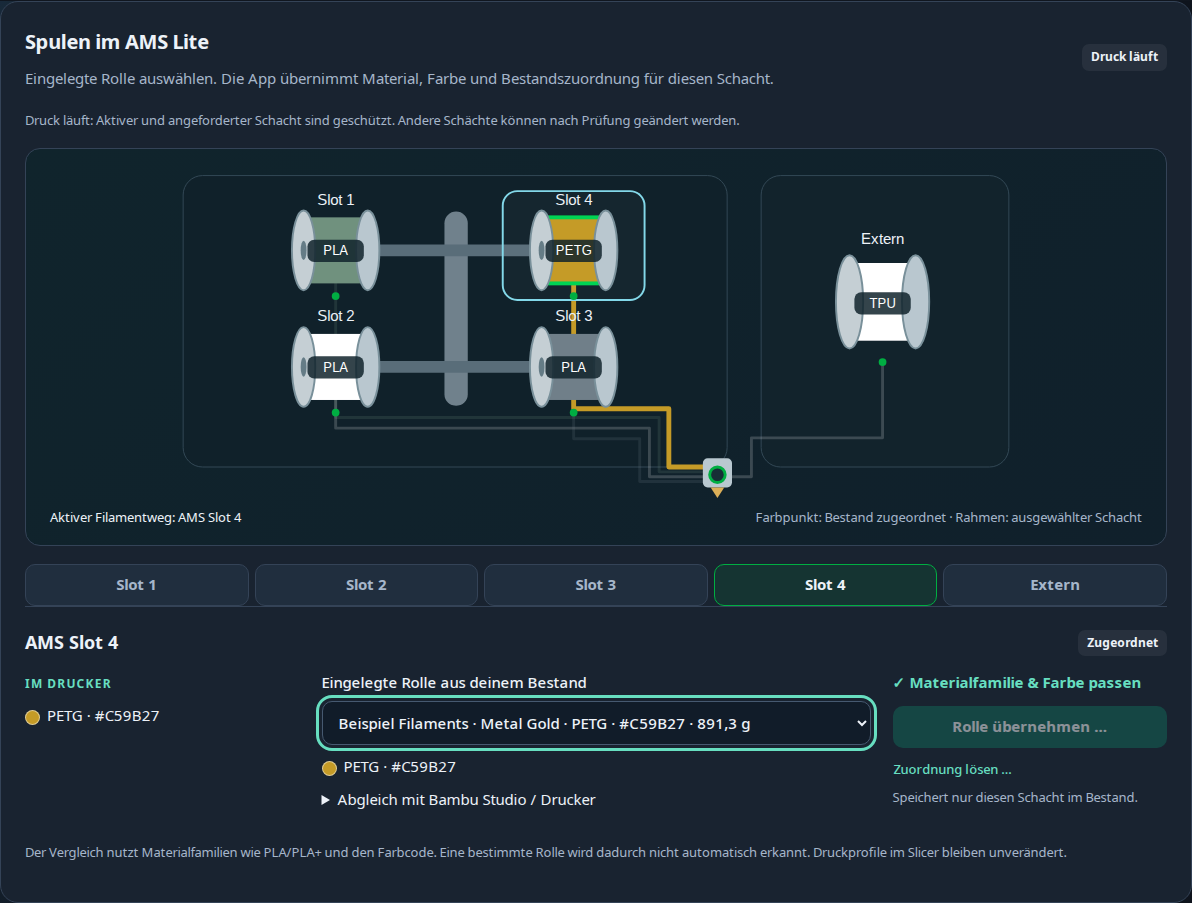 Spulen im AMS Lite
Druck läuft
Eingelegte Rolle auswählen. Die App übernimmt Material, Farbe und Bestandszuordnung für diesen Schacht.
Druck läuft: Aktiver und angeforderter Schacht sind geschützt. Andere Schächte können nach Prüfung geändert werden.
Slot 1
PLA
Slot 4
PETG
Extern
TPU
Slot 2
PLA
Slot 3
PLA
Aktiver Filamentweg: AMS Slot 4
Farbpunkt: Bestand zugeordnet · Rahmen: ausgewählter Schacht
Slot 1
Slot 2
Slot 3
Slot 4
Extern
AMS Slot 4
Zugeordnet
IM DRUCKER
PETG · #C59B27
Eingelegte Rolle aus deinem Bestand
Beispiel Filaments · Metal Gold · PETG · #C59B27 · 891,3 g
PETG · #C59B27
▶ Abgleich mit Bambu Studio / Drucker
✓ Materialfamilie & Farbe passen
Rolle übernehmen …
Zuordnung lösen …
Speichert nur diesen Schacht im Bestand.
Der Vergleich nutzt Materialfamilien wie PLA/PLA+ und den Farbcode. Eine bestimmte Rolle wird dadurch nicht automatisch erkannt. Druckprofile im Slicer bleiben unverändert.